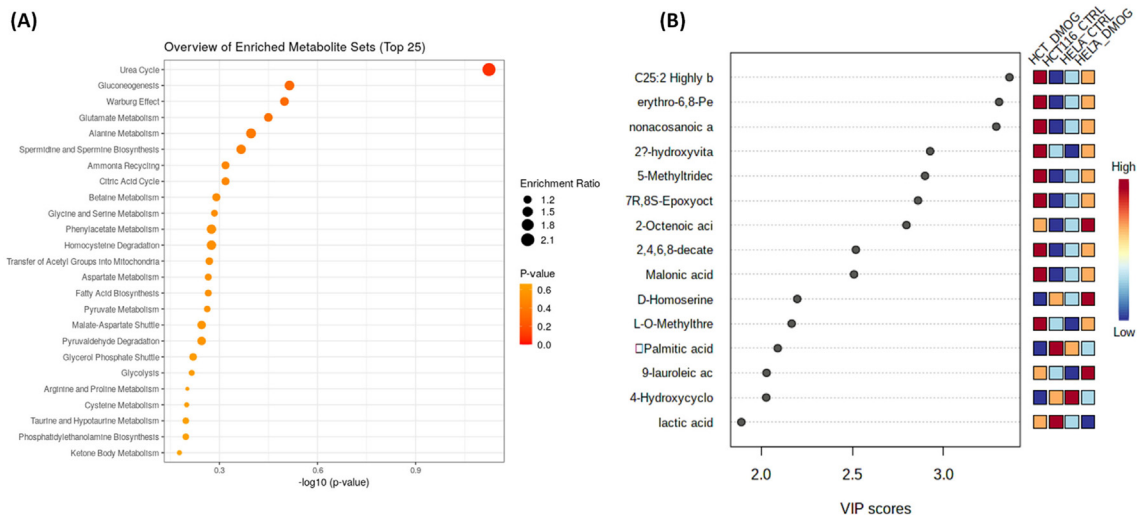 (A)
Overview of Enriched Metabolite Sets (Top 25)
Urea Cycle
Gluconeogenesis
Warburg Effect
Glutamate Metabolism
Alanine Metabolism
Spermidine and Spermine Biosynthesis
Ammonia Recycling
Citric Acid Cycle
Betaine Metabolism
Glycine and Serine Metabolism
Phenylacetate Metabolism
Homocysteine Degradation
Transfer of Acetyl Groups into Mitochondria
Aspartate Metabolism
Fatty Acid Biosynthesis
Pyruvate Metabolism
Malate-Aspartate Shuttle
Pyruvaldehyde Degradation
Glycerol Phosphate Shuttle
Glycolysis
Arginine and Proline Metabolism
Cysteine Metabolism
Taurine and Hypotaurine Metabolism
Phosphatidylethanolamine Biosynthesis
Ketone Body Metabolism
0.3 0.6 0.9
-log10 (p-value)
Enrichment Ratio
1.2
1.5
1.8
2.1
P-value
0.6
0.4
0.2
0.0
(B)
HCT_DMOG
HCT116_CTRL
HELA_CTRL
HELA_DMOG
C25:2 Highly b
erythro-6,8-Pe
nonacosanoic a
2?-hydroxyvita
5-Methyltridec
7R,8S-Epoxyoct
2-Octenoic aci
2,4,6,8-decate
Malonic acid
D-Homoserine
L-O-Methylthre
□Palmitic acid
9-lauroleic ac
4-Hydroxycyclo
lactic acid
2.0 2.5 3.0
VIP scores
High
Low